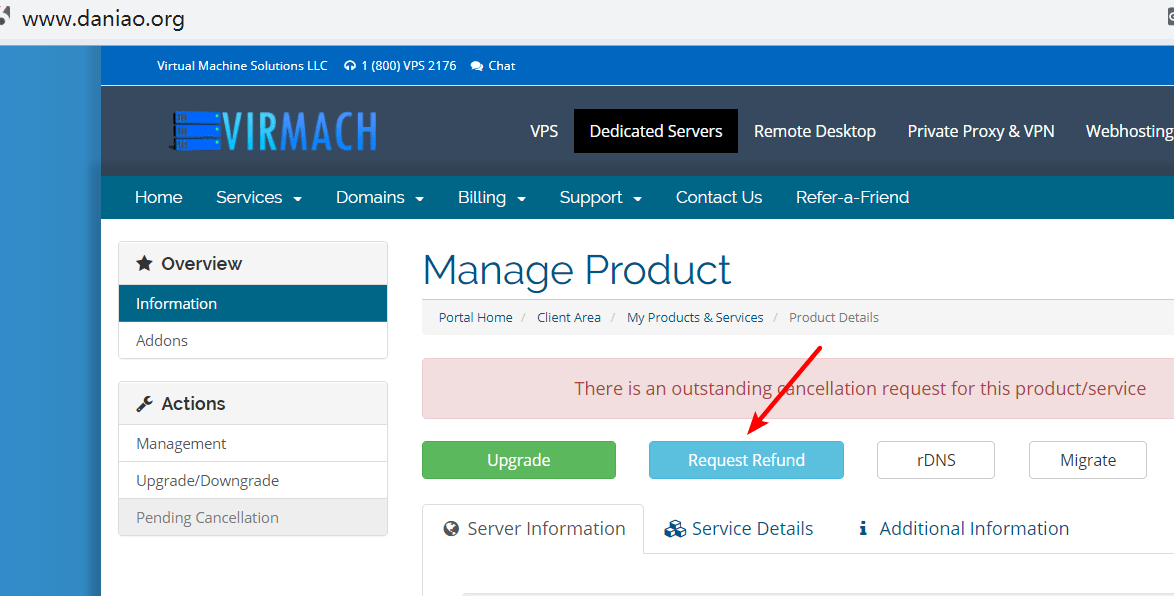 www.daniao.org
Virtual Machine Solutions LLC 1 (800) VPS 2176 Chat
VIRMACH
VPS Dedicated Servers Remote Desktop Private Proxy & VPN Webhosting
Home Services Domains Billing Support Contact Us Refer-a-Friend
Overview
Information
Addons
Actions
Management
Upgrade/Downgrade
Pending Cancellation
Manage Product
Portal Home / Client Area / My Products & Services / Product Details
There is an outstanding cancellation request for this product/service
Upgrade Request Refund rDNS Migrate
Server Information Service Details Additional Information